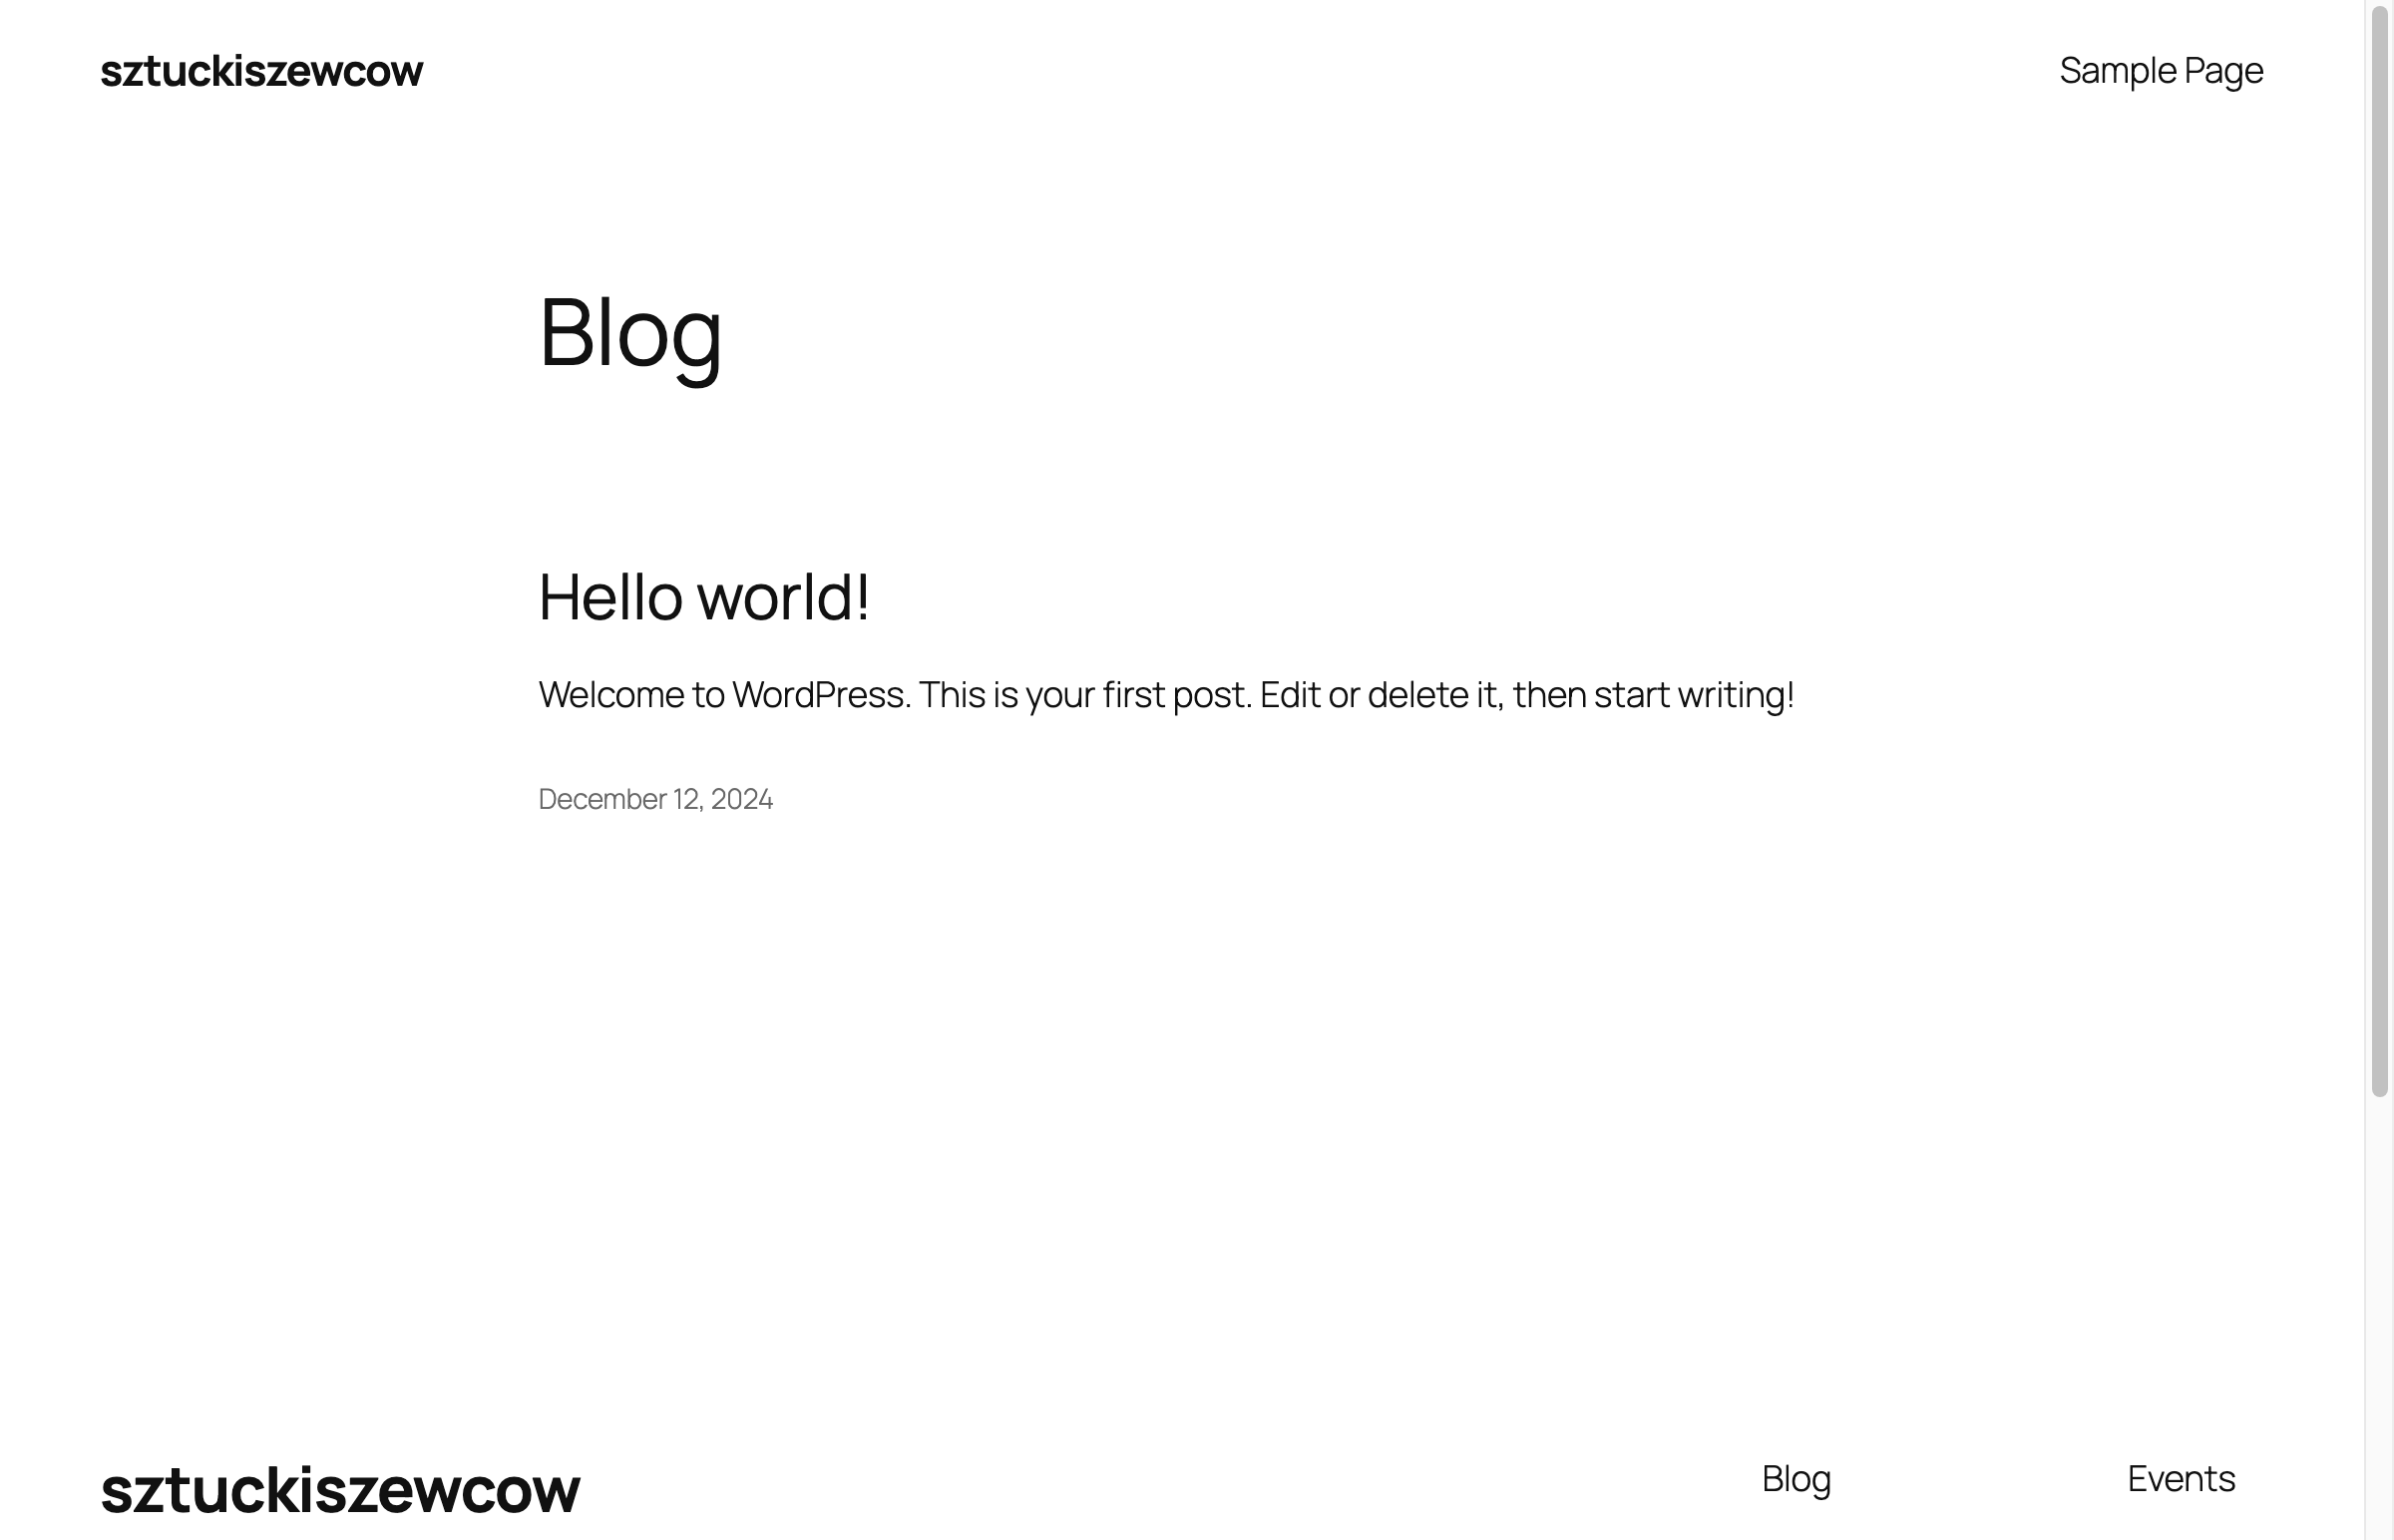 sztuckiszewcow
Sample Page
Blog
Hello world!
Welcome to WordPress. This is your first post. Edit or delete it, then start writing!
December 12, 2024
sztuckiszewcow
Blog
Events